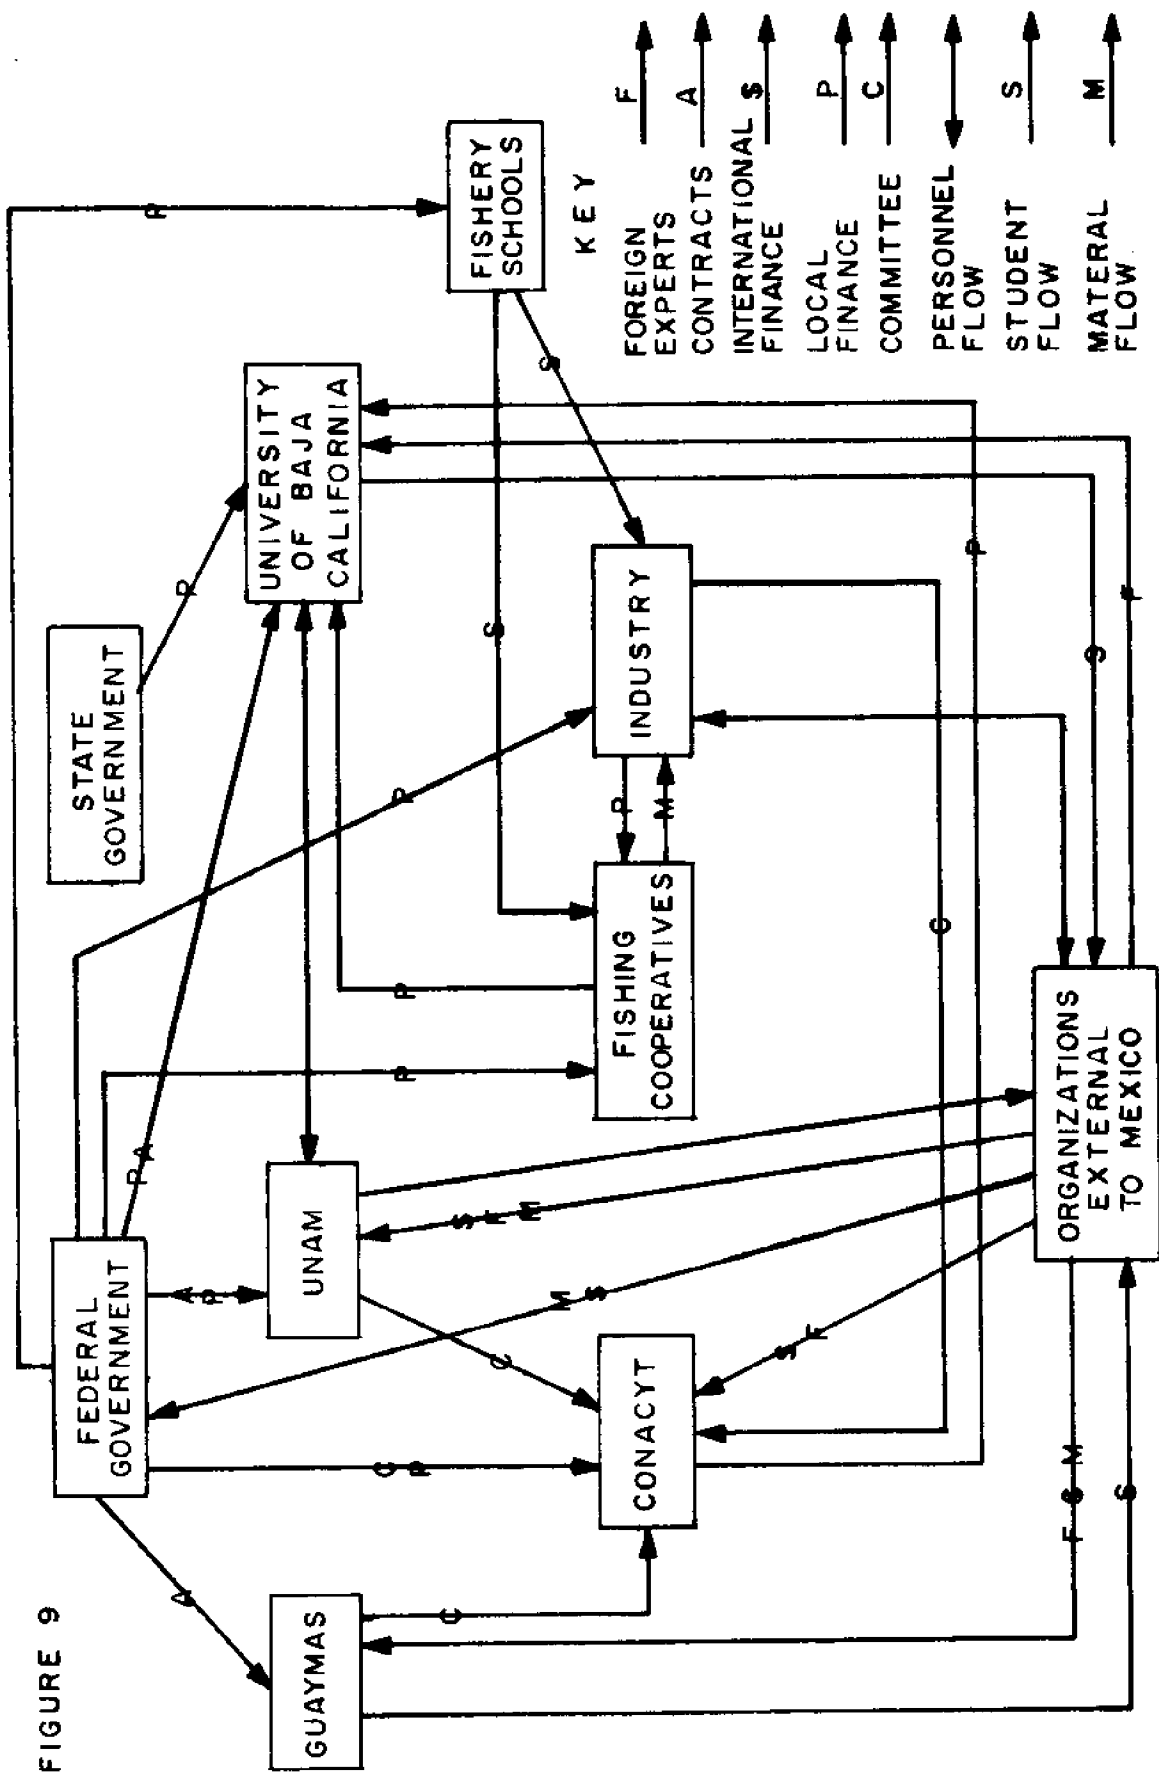 FIGURE 9
FEDERAL
GOVERNMENT
STATE
GOVERNMENT
GUAYMAS
UNAM
UNIVERSITY
OF BAJA
CALIFORNIA
FISHERY
SCHOOLS
CONACYT
FISHING
COOPERATIVES
INDUSTRY
ORGANIZATIONS
EXTERNAL
TO MEXICO
A
C
C P
A
P
C
P A
P
P
P
P
P
S
S
P
M
S F M
M S
S F
C
P
S
F
F $ M
S
KEY
FOREIGN
EXPERTS F
CONTRACTS A
INTERNATIONAL $
FINANCE
LOCAL
FINANCE P
COMMITTEE C
PERSONNEL
FLOW
STUDENT
FLOW S
MATERAL
FLOW M